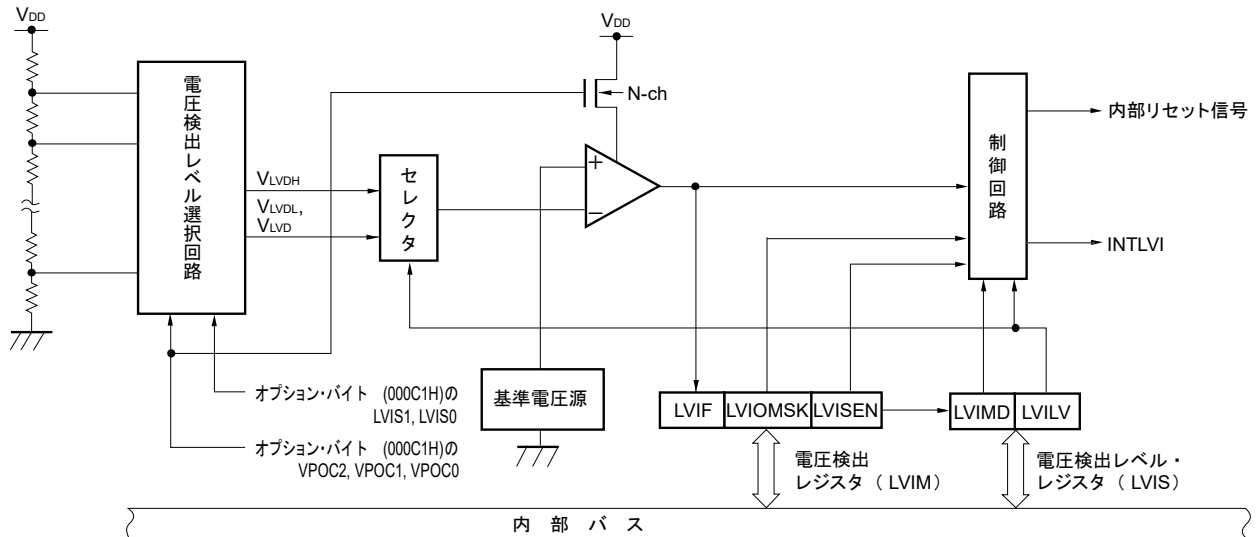 VDD
VDD
電圧検出レベル選択回路
N-ch
内部リセット信号
制御回路
VLVDH
VLVDL,
VLVD
セレクタ
+
−
INTLVI
オプション・バイト (000C1H)の
LVIS1, LVIS0
基準電圧源
LVIF
LVIOMSK
LVISEN
LVIMD
LVILV
オプション・バイト (000C1H)の
VPOC2, VPOC1, VPOC0
電圧検出
レジスタ（LVIM）
電圧検出レベル・
レジスタ（LVIS）
内 部 バ ス